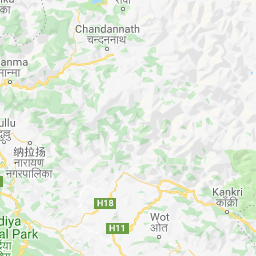 Chandannath
चन्दननाथ
anma
नान्मा
ullu
ल्लु
纳拉扬
नारायण
नगरपालिका
H18
H11
Kankri
काँक्री
Wot
ओत
diya
al Park